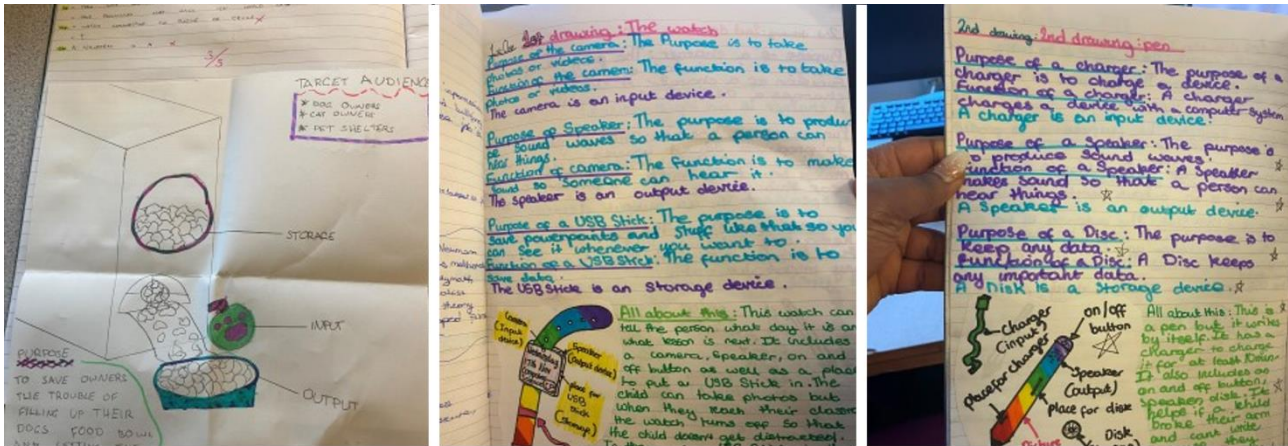 5/5
TARGET AUDIENCE
* DOG OWNERS
* CAT OWNERS
* PET SHELTERS
STORAGE
INPUT
OUTPUT
PURPOSE
TO SAVE OWNERS
THE TROUBLE OF
FILLING UP THEIR
DOGS FOOD BOWL
1st drawing: The watch
Purpose of the camera: The Purpose is to take
photos or videos.
Function of the camera: The function is to take
photos or videos.
The camera is an input device.
Purpose of Speaker: The purpose is to produ
sound waves so that a person can
hear things.
Function of camera: The function is to make
sound so someone can hear it.
The speaker is an output device.
Purpose of a USB Stick: The purpose is to
save powerpoints and stuff like that so you
can see it wherever you want to.
Function of a USB Stick: The function is to
save data.
The USB Stick is an Storage device.
Camera
(Input
device)
Speaker
(Output device)
place for
USB
Stick
(Storage)
All about this: This watch can
tell the person what day it is an
what lesson is next. It includes
a camera, speaker, on and
off button as well as a place
to put a USB Stick in. The
child can take photos but
when they reach their classro
the watch turns off so that
the child doesn't get distracted.
2nd drawing: 2nd drawing: pen
Purpose of a charger: The purpose of a
charger is to charge a device.
Function of a charger: A charger
charges a device with a computer system
A charger is an input device.
Purpose of a Speaker: The purpose is
to produce sound waves.
Function of a Speaker: A Speaker
makes sound so that a person can
hear things.
A Speaker is an output device.
Purpose of a Disc: The purpose is to
keep any data.
Function of a Disc: A Disc keeps
any important data.
A Disk is a Storage device.
Charger
(input)
place for charger
on/off
button
Speaker
(output)
place for disk
Disk
All about this: This is
a pen but it writes
by itself. It has a
charger to charge
it for at least
It also includes an
on and off button,
speaker, disk. It
helps if a child
broke their arm
and can't write